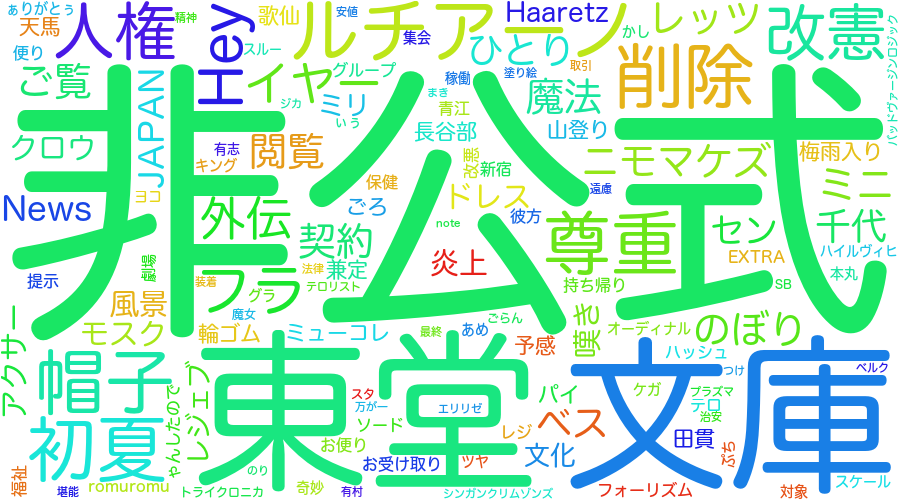 ありがとぅ 精神 人権 Hey 歌仙 安値 ルチアーノ Haaretz かし レッツ 改憲
天馬 便り スルー 集会 ひとり 削除
ご覧 JAPAN イヤー グループ ミリ 稼働 塗り絵 取引 魔法 バッドヴァージンロジック
クロウ 有志 閲覧 ジカ いう まぎ 青江 長谷部 山登り ニモマケズ 梅雨入り
キング 保健 改悪 新宿 遠慮 ミニ
ヨコ News 外伝 ごろ ドレス 彼方 尊重 セン 千代
非公式
note 契約 炎上 EXTRA ハイルヴィヒ
提示 劇場 フラ 法律 兼定 テロリスト 持ち帰り SB 本丸
装着 風景 グラ ごらん 嘆き オーディナル のぼり
モスク 魔女 輪ゴム ミューコレ あめ 最終 予感 ハッシュ
アクサ 帽子 レジェブ 東堂 文庫 つけ ベルク
ゃんしたので スタ 万が一 エリリゼ パイ ケガ プラズマ テロ
初夏 ソード レジ ベス 治安
お便り 田貫
福祉 のり お受け取り ツヤ 文化 ぷち
堪能 romuromu 奇妙 有村 フォーリズム スケール
トライクロニカ シンガンクリムゾンズ 対象